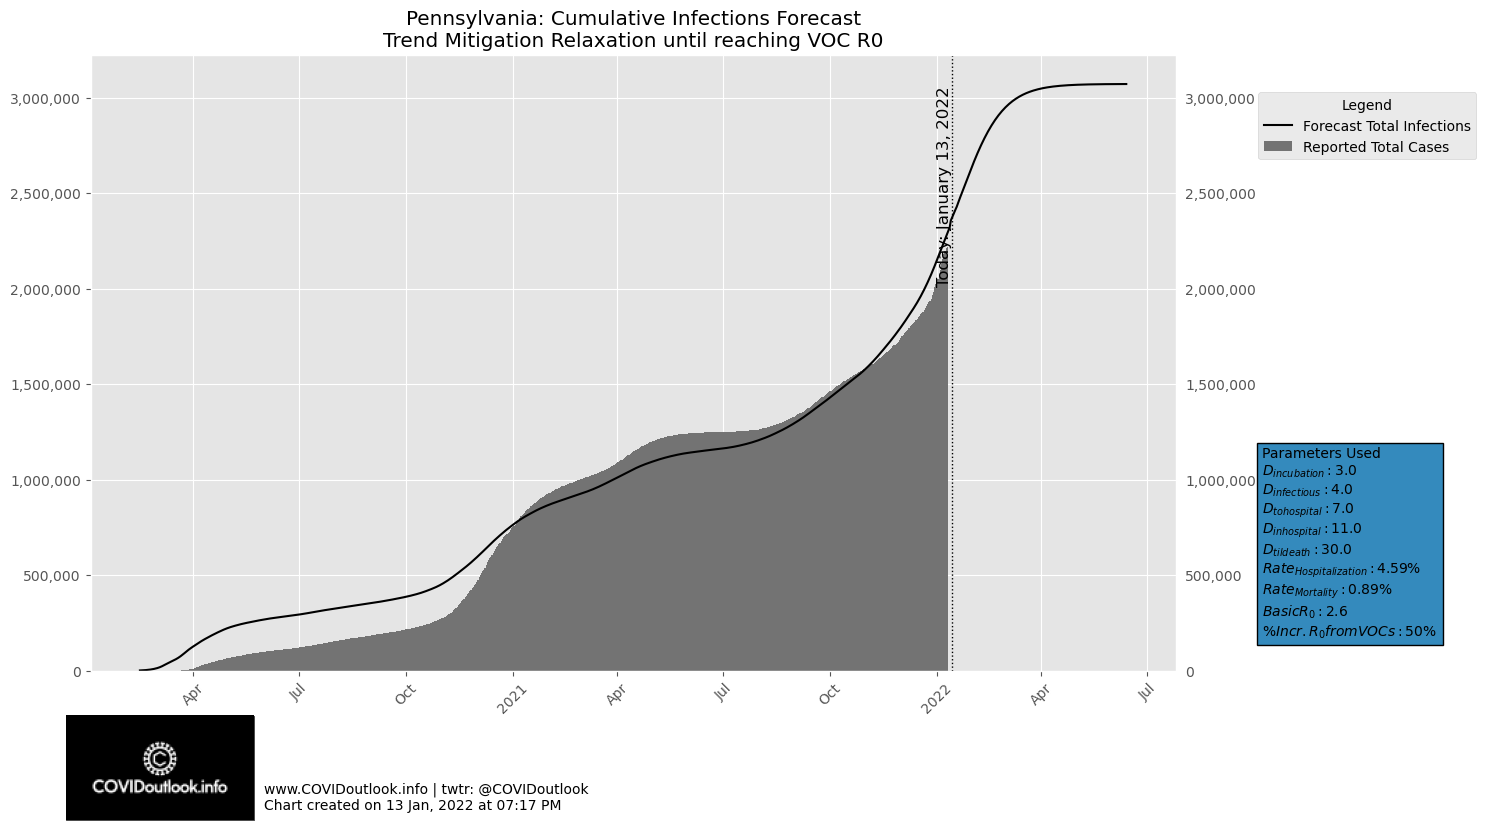 Pennsylvania: Cumulative Infections Forecast
Trend Mitigation Relaxation until reaching VOC R0
3,000,000
2,500,000
2,000,000
1,500,000
1,000,000
500,000
0
Today: January 13, 2022
3,000,000
2,500,000
2,000,000
1,500,000
1,000,000
500,000
0
Apr
Jul
Oct
2021
Apr
Jul
Oct
2022
Apr
Jul
Legend
Forecast Total Infections
Reported Total Cases
Parameters Used
D_incubation : 3.0
D_infectious : 4.0
D_tohospital : 7.0
D_inhospital : 11.0
D_tildeath : 30.0
Rate_Hospitalization : 4.59%
Rate_Mortality : 0.89%
BasicR_0 : 2.6
%Incr.R_0fromVOCs : 50%
COVIDoutlook.info
www.COVIDoutlook.info | twtr: @COVIDoutlook
Chart created on 13 Jan, 2022 at 07:17 PM